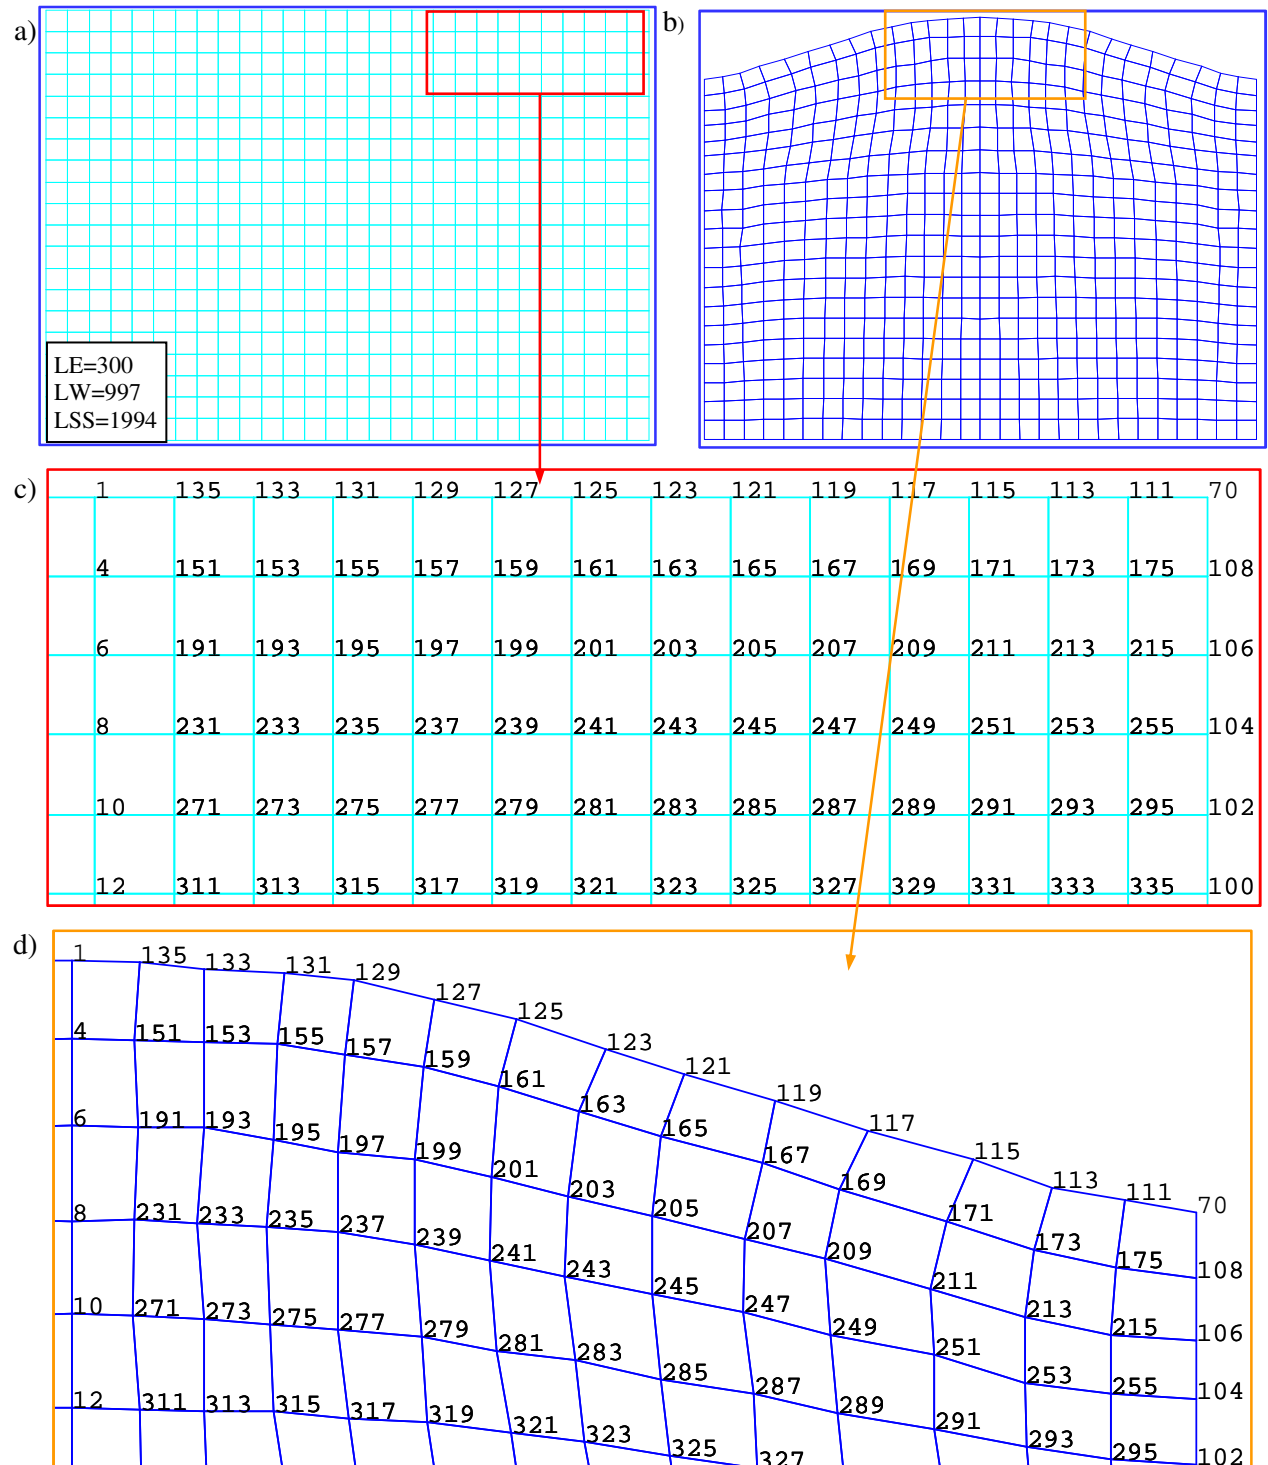 a)
b)
LE=300
LW=997
LSS=1994
c)
1 135 133 131 129 127 125 123 121 119 117 115 113 111 70
4 151 153 155 157 159 161 163 165 167 169 171 173 175 108
6 191 193 195 197 199 201 203 205 207 209 211 213 215 106
8 231 233 235 237 239 241 243 245 247 249 251 253 255 104
10 271 273 275 277 279 281 283 285 287 289 291 293 295 102
12 311 313 315 317 319 321 323 325 327 329 331 333 335 100
d)
1 135 133 131 129 127 125 123 121 119 117 115 113 111 70
4 151 153 155 157 159 161 163 165 167 169 171 173 175 108
6 191 193 195 197 199 201 203 205 207 209 211 213 215 106
8 231 233 235 237 239 241 243 245 247 249 251 253 255 104
10 271 273 275 277 279 281 283 285 287 289 291 293 295 102
12 311 313 315 317 319 321 323 325 327